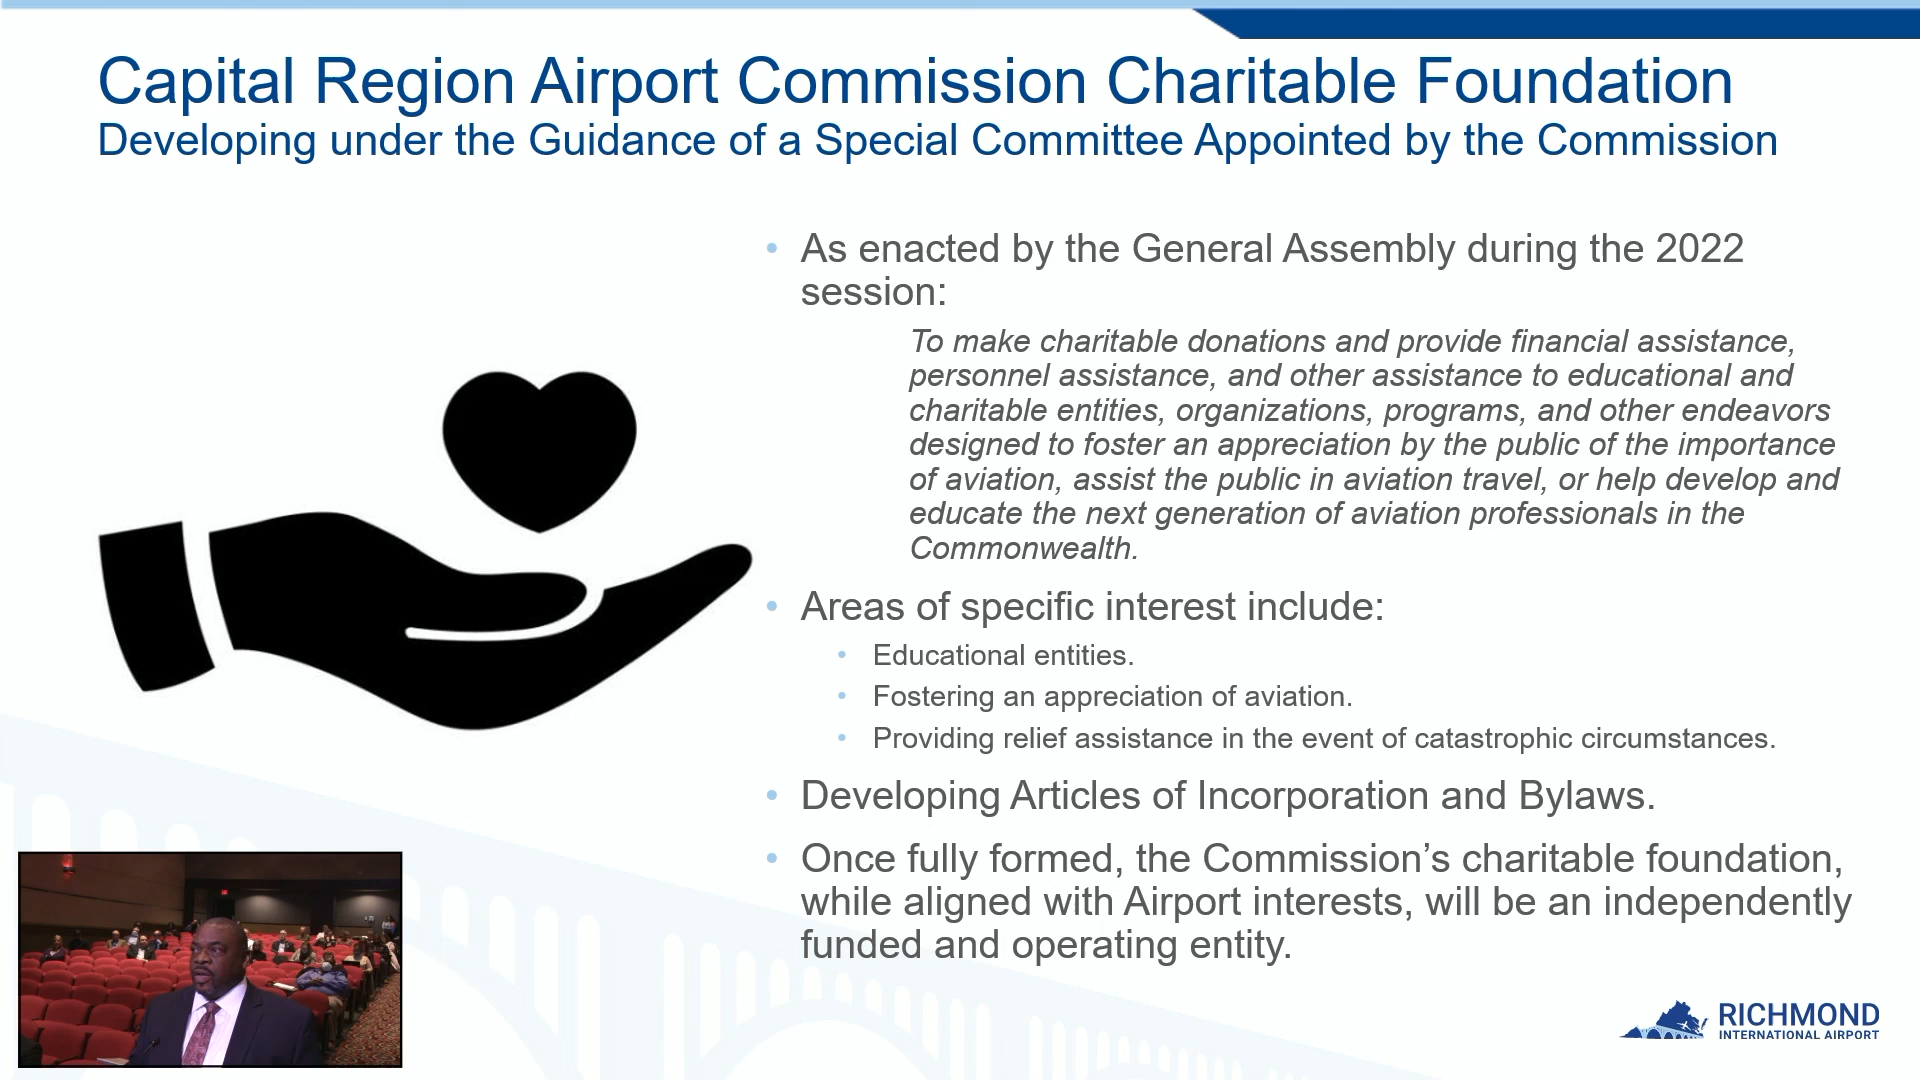 Capital Region Airport Commission Charitable Foundation
Developing under the Guidance of a Special Committee Appointed by the Commission
• As enacted by the General Assembly during the 2022
session:
To make charitable donations and provide financial assistance,
personnel assistance, and other assistance to educational and
charitable entities, organizations, programs, and other endeavors
designed to foster an appreciation by the public of the importance
of aviation, assist the public in aviation travel, or help develop and
educate the next generation of aviation professionals in the
Commonwealth.
• Areas of specific interest include:
• Educational entities.
• Fostering an appreciation of aviation.
• Providing relief assistance in the event of catastrophic circumstances.
• Developing Articles of Incorporation and Bylaws.
• Once fully formed, the Commission’s charitable foundation,
while aligned with Airport interests, will be an independently
funded and operating entity.
RICHMOND
INTERNATIONAL AIRPORT